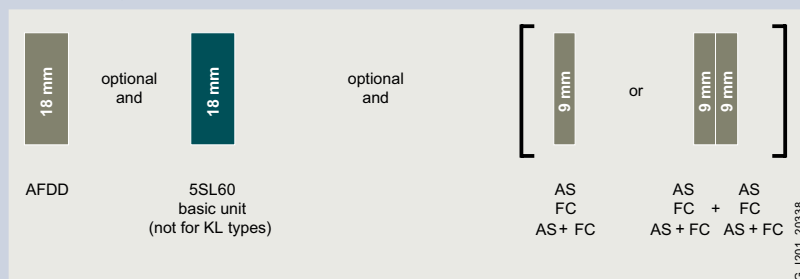 18 mm
optional
and
18 mm
optional
and
9 mm
or
9 mm
9 mm
AFDD
5SL60
basic unit
(not for KL types)
AS
FC
AS + FC
AS AS
FC + FC
AS + FC AS + FC